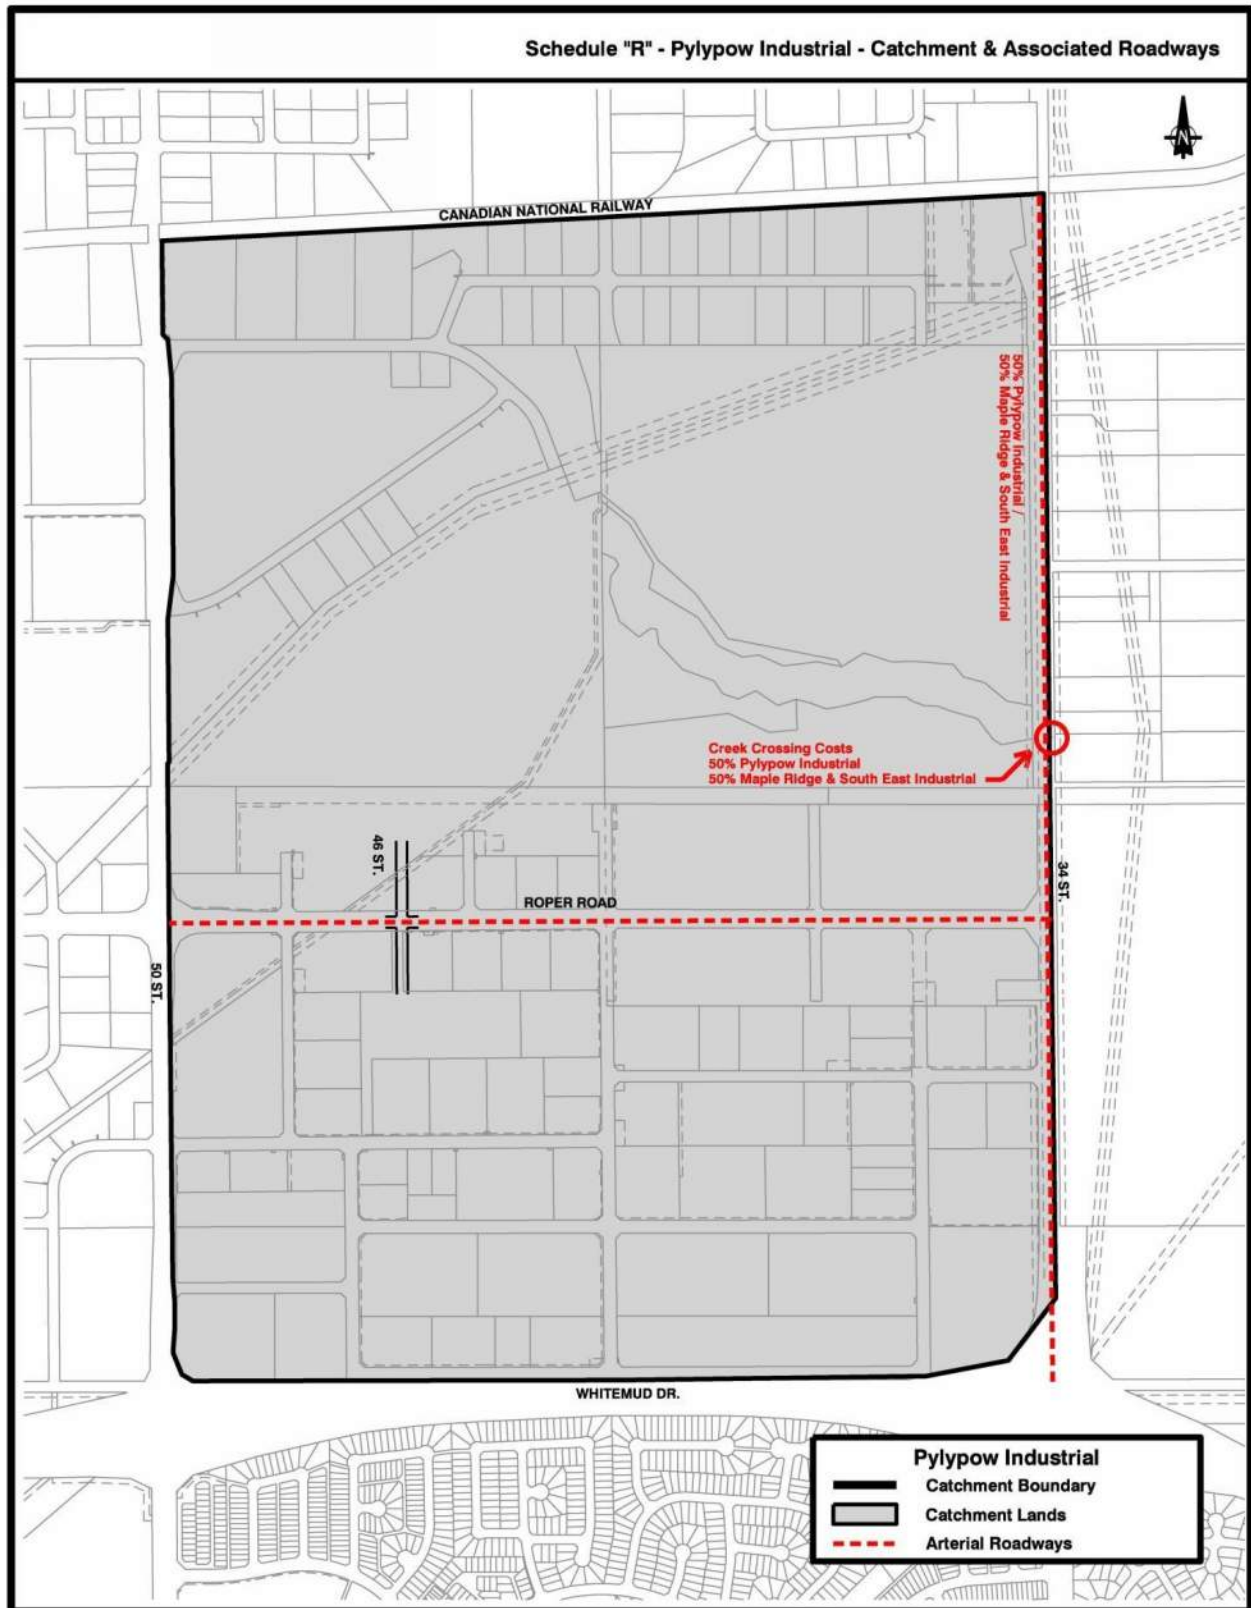 Schedule "R" - Pylypow Industrial - Catchment & Associated Roadways
N
CANADIAN NATIONAL RAILWAY
50% Pylypow Industrial /
50% Maple Ridge & South East Industrial
Creek Crossing Costs
50% Pylypow Industrial
50% Maple Ridge & South East Industrial
46 ST.
34 ST.
ROPER ROAD
50 ST.
WHITEMUD DR.
Pylypow Industrial
Catchment Boundary
Catchment Lands
Arterial Roadways